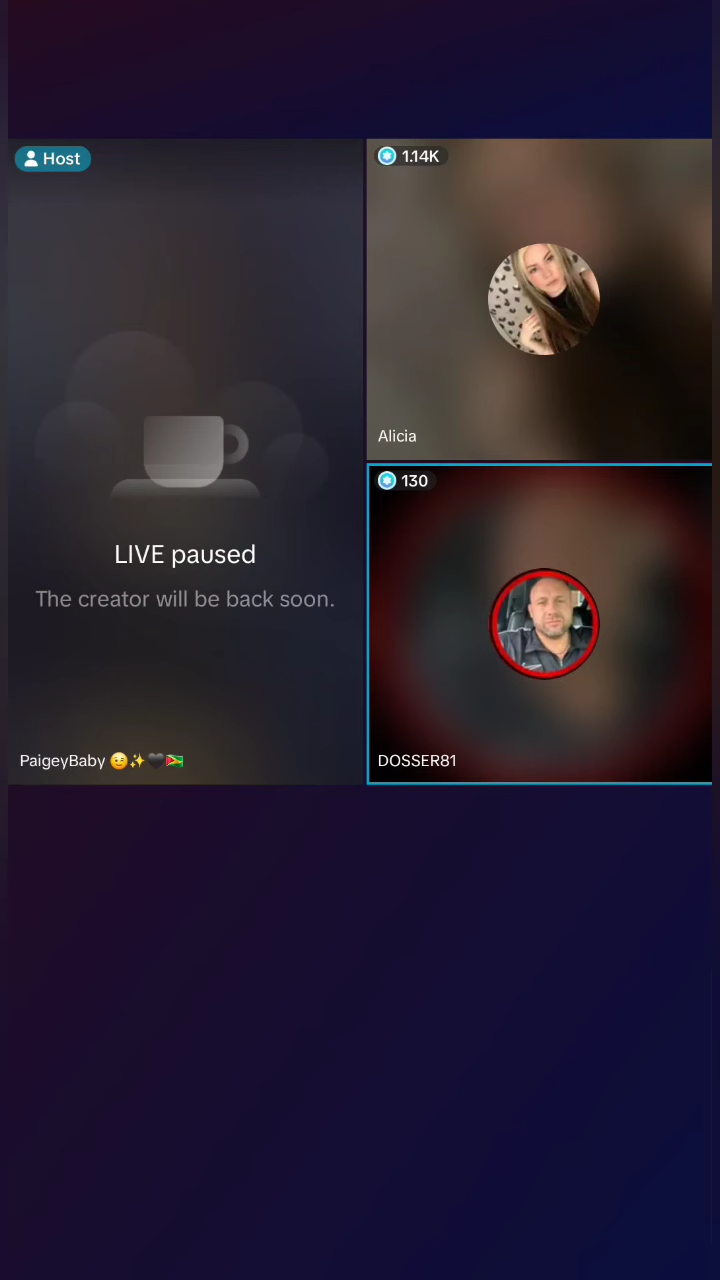 Host
LIVE paused
The creator will be back soon.
PaigeyBaby 😉✨🖤🇬🇾
1.14K
Alicia
130
DOSSER81